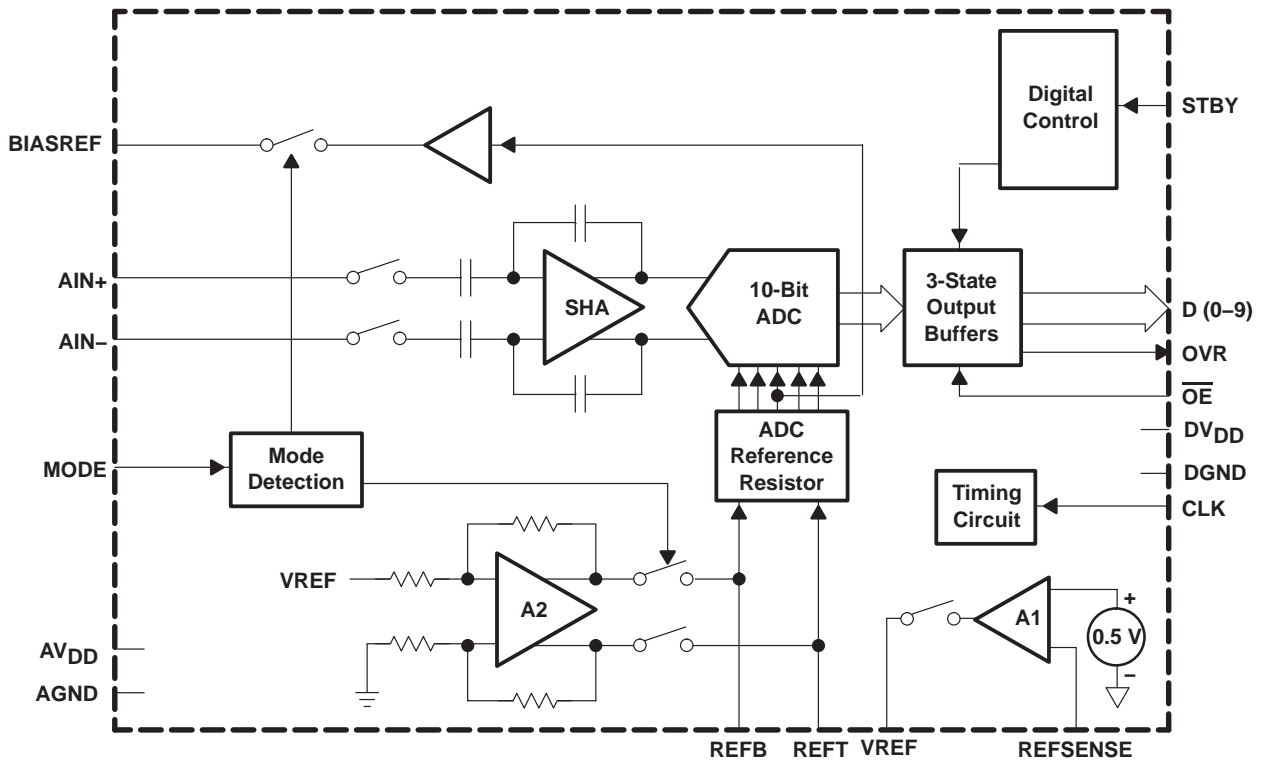 Digital
Control
STBY
BIASREF
AIN+
SHA
10-Bit
ADC
3-State
Output
Buffers
D (0–9)
AIN–
OVR
OE
ADC
Reference
Resistor
DVDD
MODE
Mode
Detection
DGND
Timing
Circuit
CLK
VREF
A2
A1
+
0.5 V
–
AVDD
AGND
REFB
REFT
VREF
REFSENSE